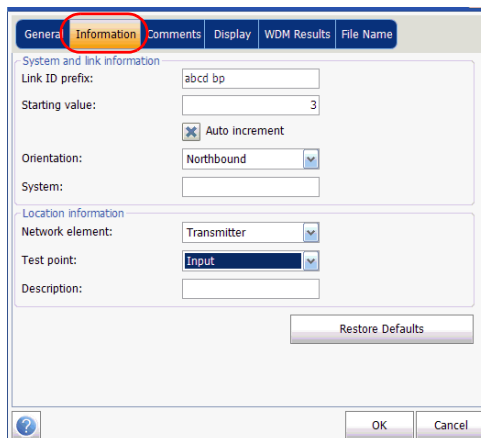 General Information Comments Display WDM Results File Name
System and link information
Link ID prefix: abcd bp
Starting value: 3
Auto increment
Orientation: Northbound
System:
Location information
Network element: Transmitter
Test point: Input
Description:
Restore Defaults
? OK Cancel